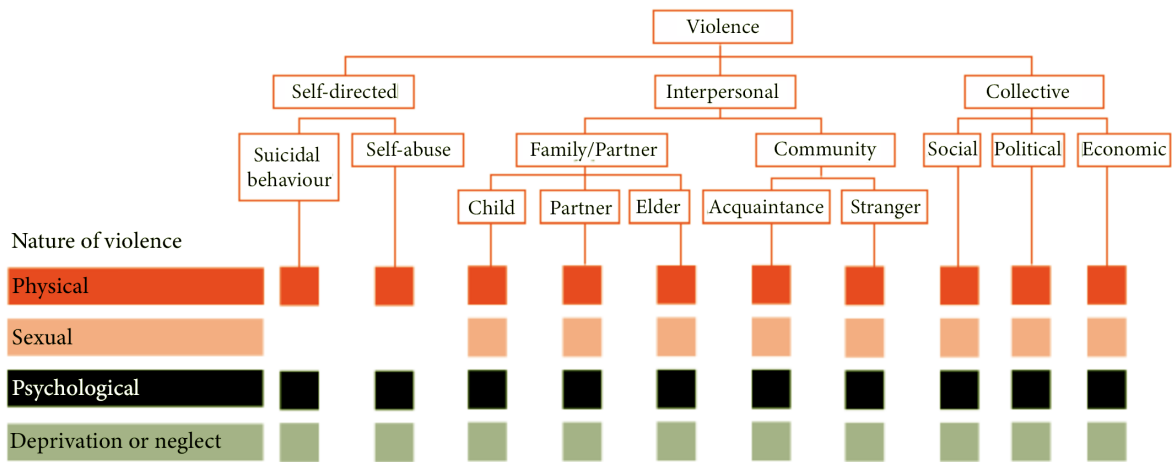 Violence
Self-directed
Interpersonal
Collective
Suicidal
behaviour
Self-abuse
Family/Partner
Community
Social
Political
Economic
Child
Partner
Elder
Acquaintance
Stranger
Nature of violence
Physical
Sexual
Psychological
Deprivation or neglect